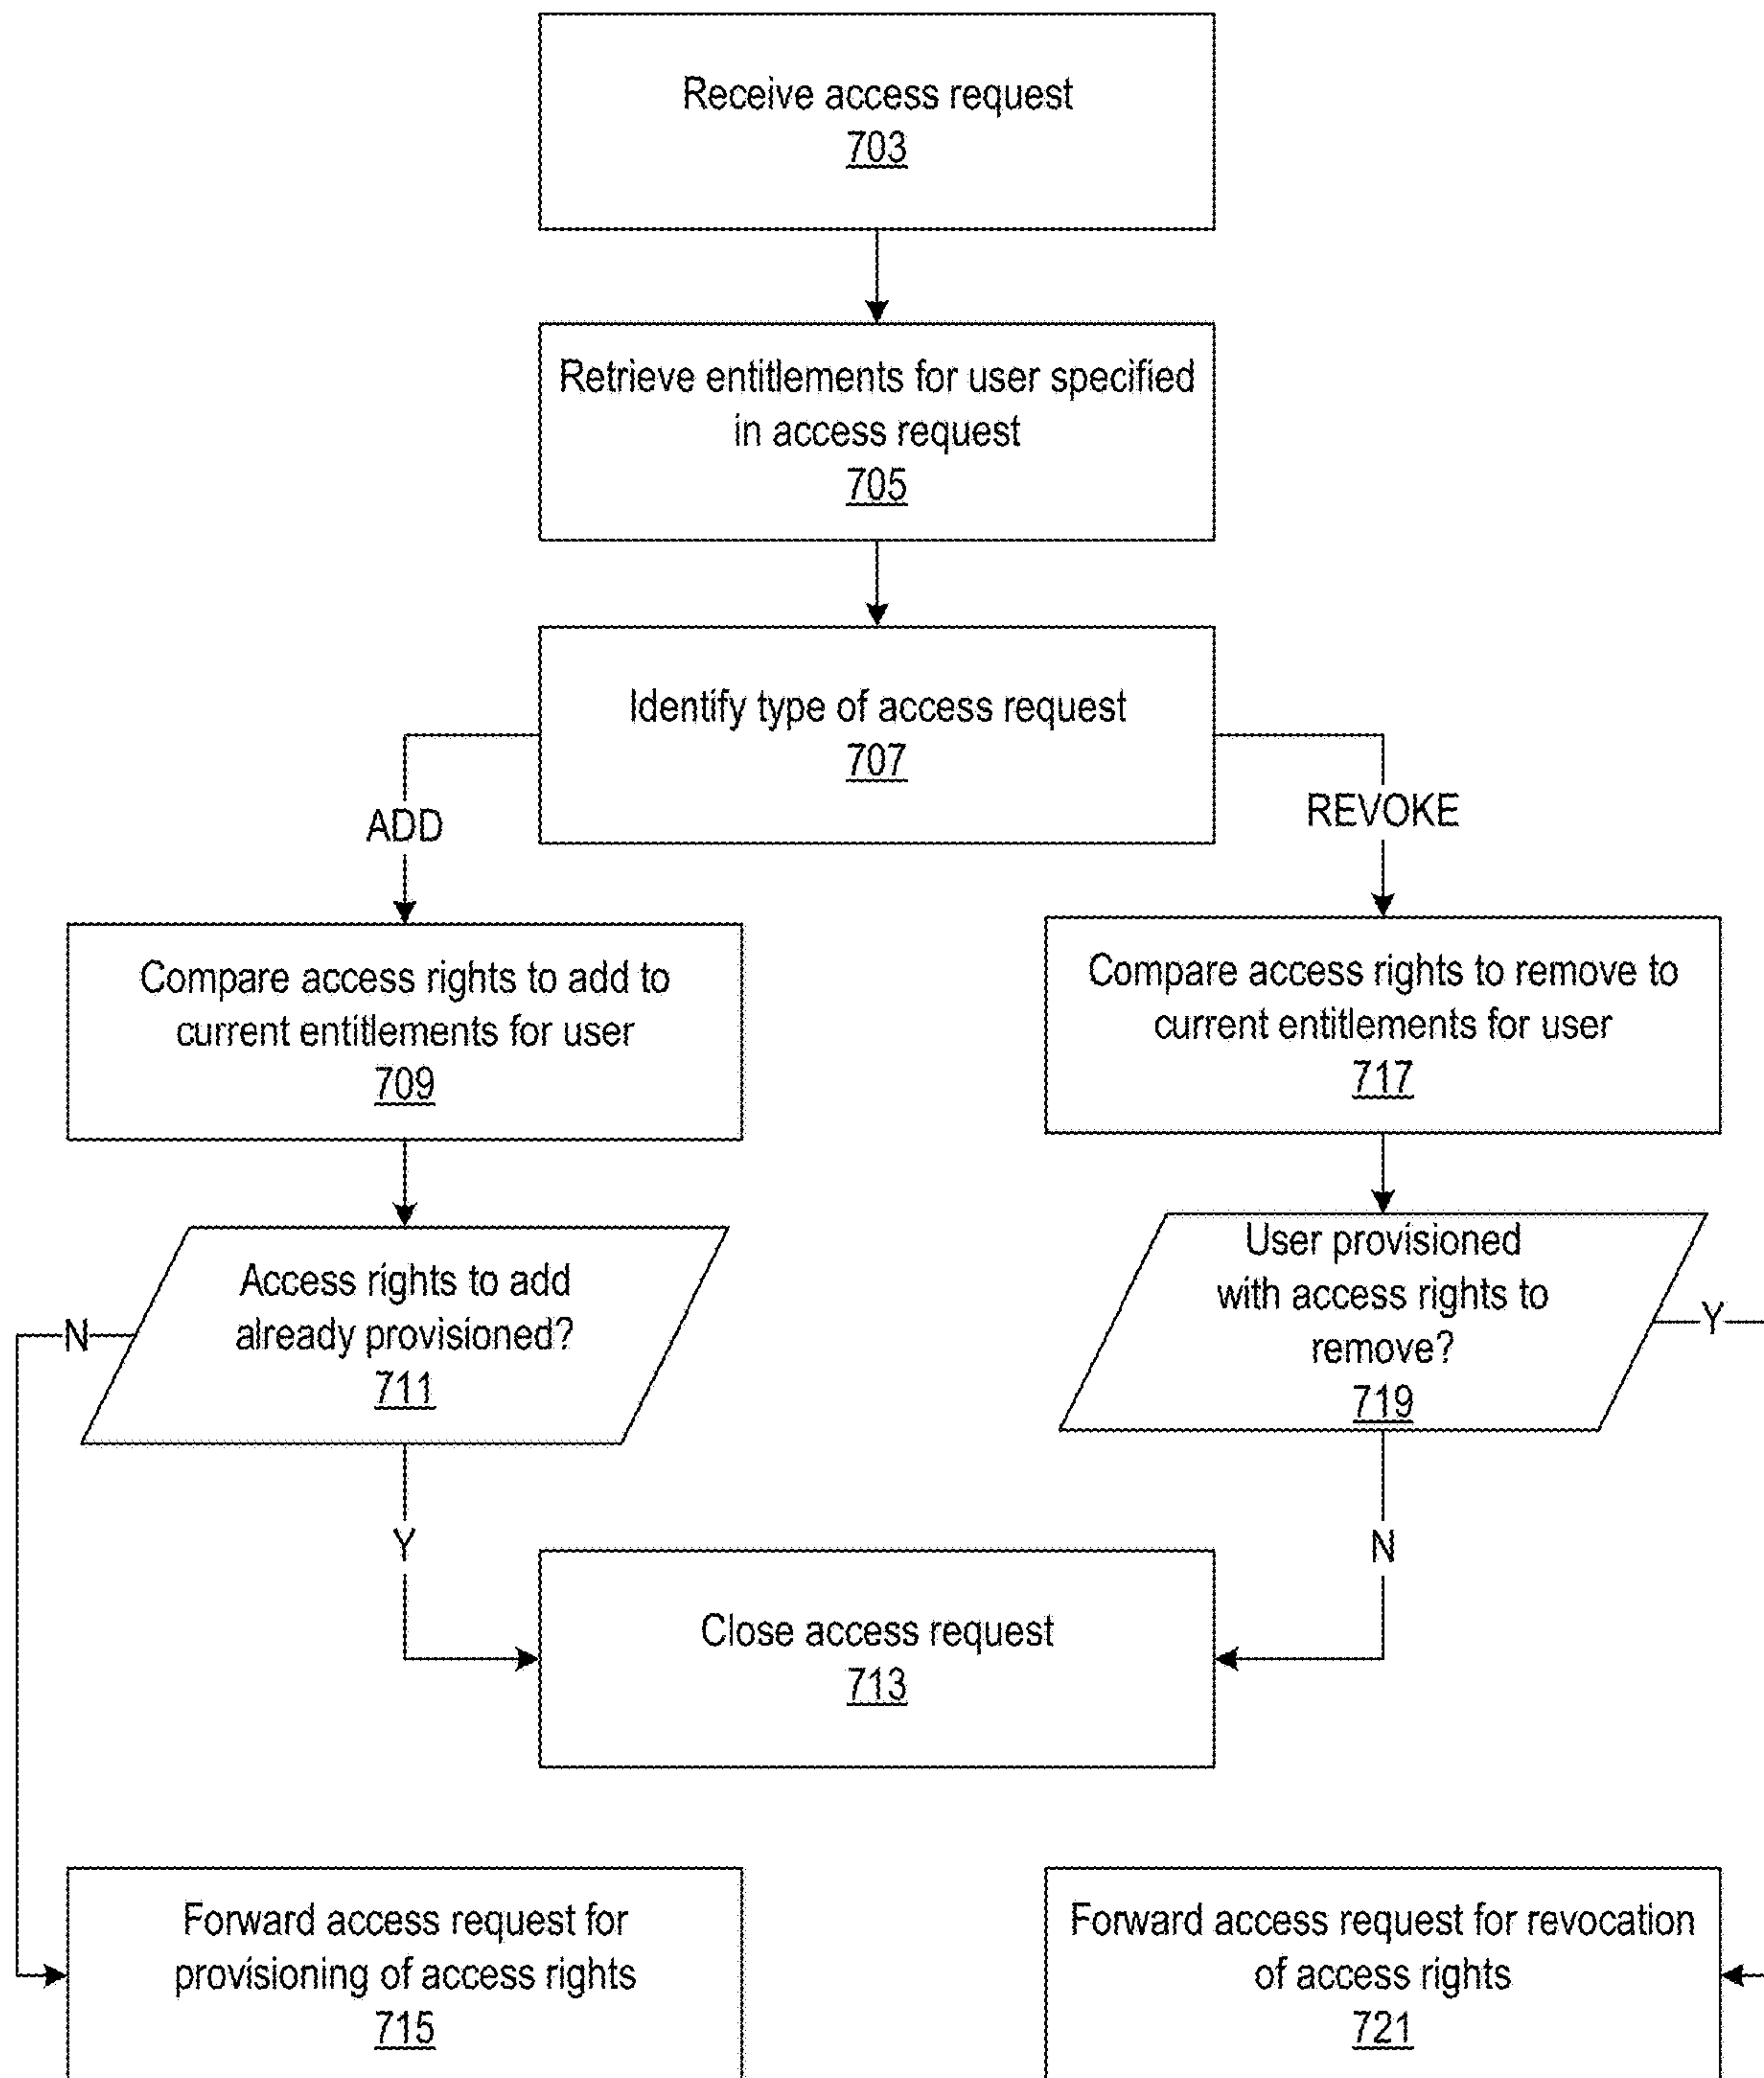 Receive access request
703
Retrieve entitlements for user specified
in access request
705
Identify type of access request
707
ADD
REVOKE
Compare access rights to add to
current entitlements for user
709
Compare access rights to remove to
current entitlements for user
717
Access rights to add
already provisioned?
711
N
User provisioned
with access rights to
remove?
719
Y
Y
N
Close access request
713
Forward access request for
provisioning of access rights
715
Forward access request for revocation
of access rights
721